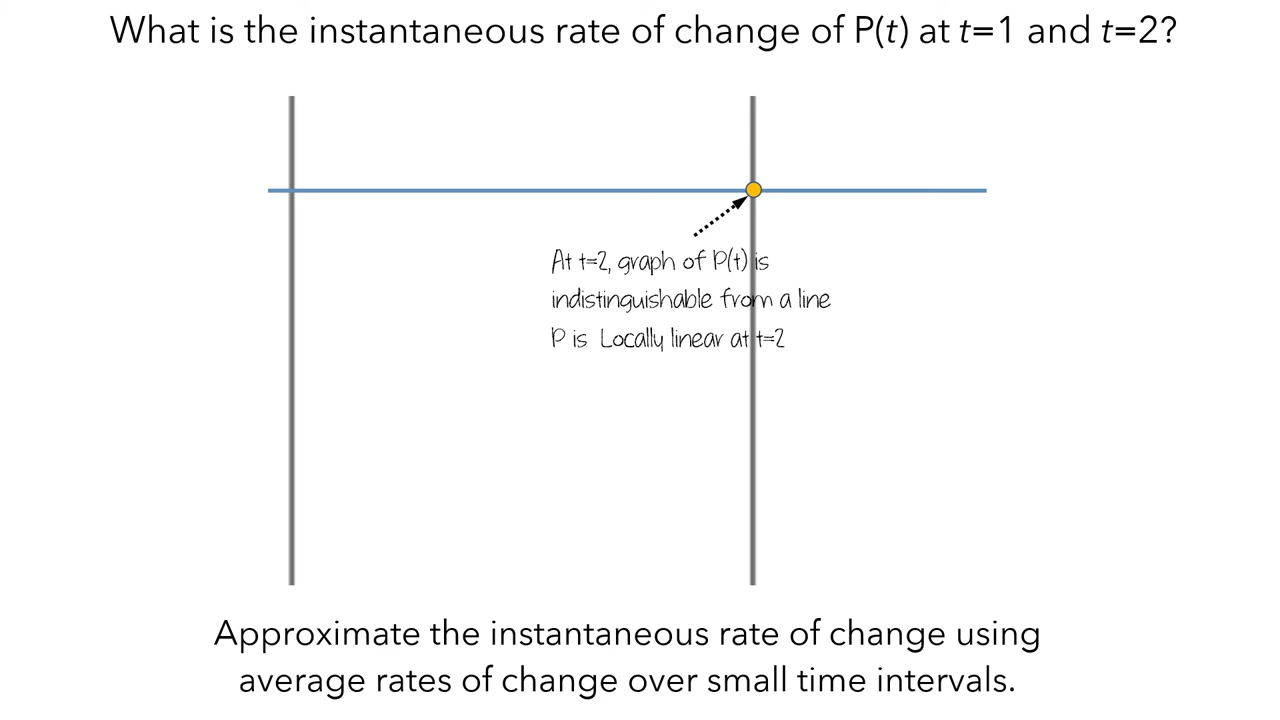 What is the instantaneous rate of change of P(t) at t=1 and t=2?
At t=2, graph of P(t) is
indistinguishable from a line
P is Locally linear at t=2
Approximate the instantaneous rate of change using
average rates of change over small time intervals.